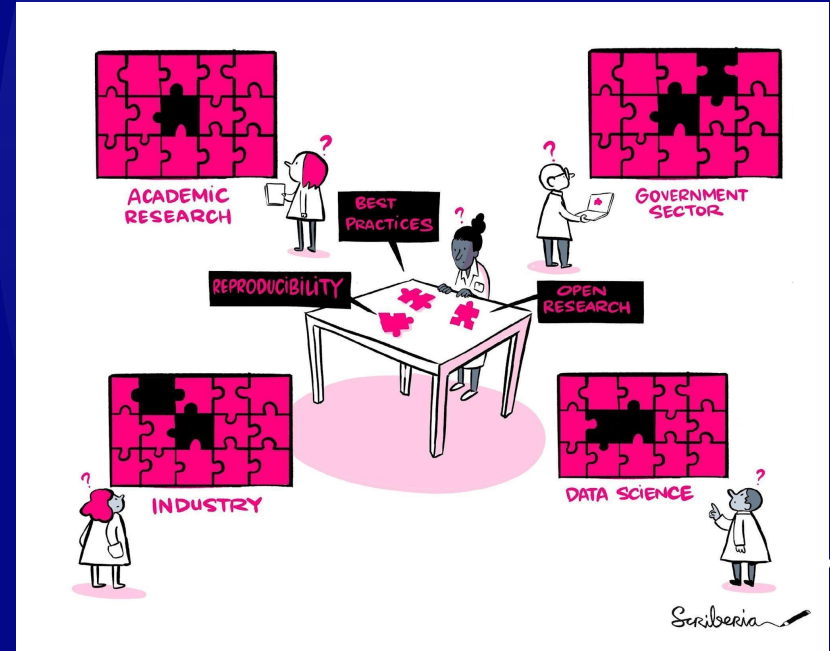 ACADEMIC
RESEARCH
?
BEST
PRACTICES
?
?
GOVERNMENT
SECTOR
REPRODUCIBILITY
OPEN
RESEARCH
?
INDUSTRY
DATA SCIENCE
?
Scriberia